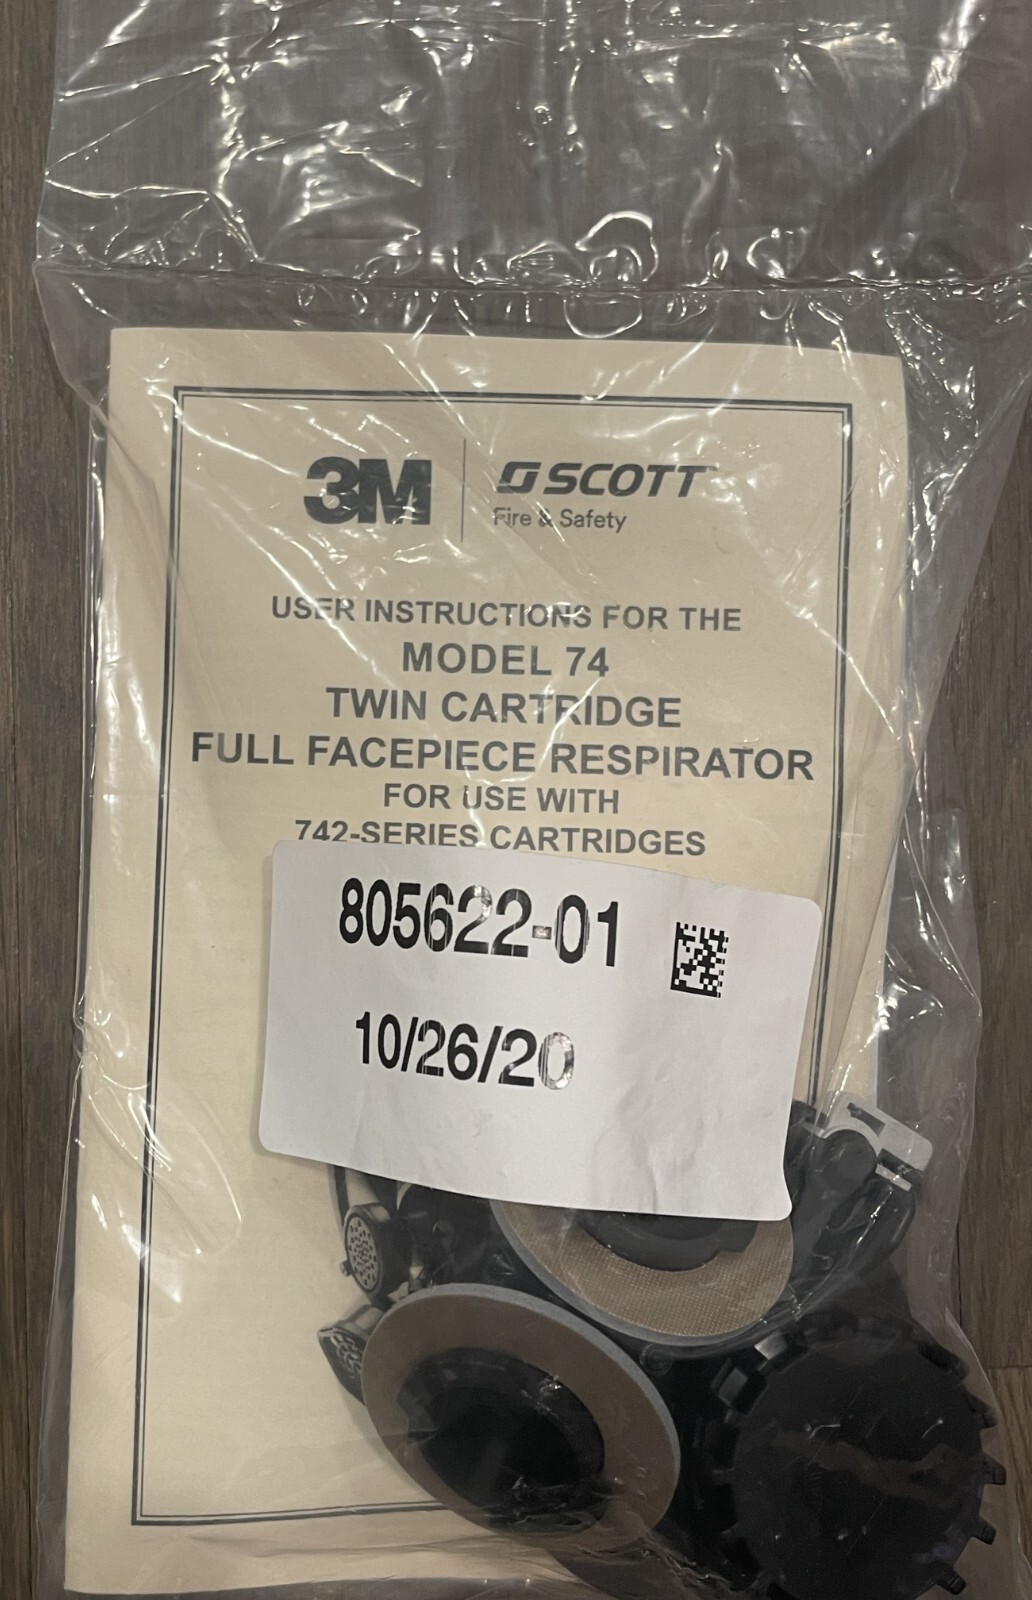 3M
SCOTT
Fire & Safety
USER INSTRUCTIONS FOR THE
MODEL 74
TWIN CARTRIDGE
FULL FACEPIECE RESPIRATOR
FOR USE WITH
742-SERIES CARTRIDGES
805622-01
10/26/20